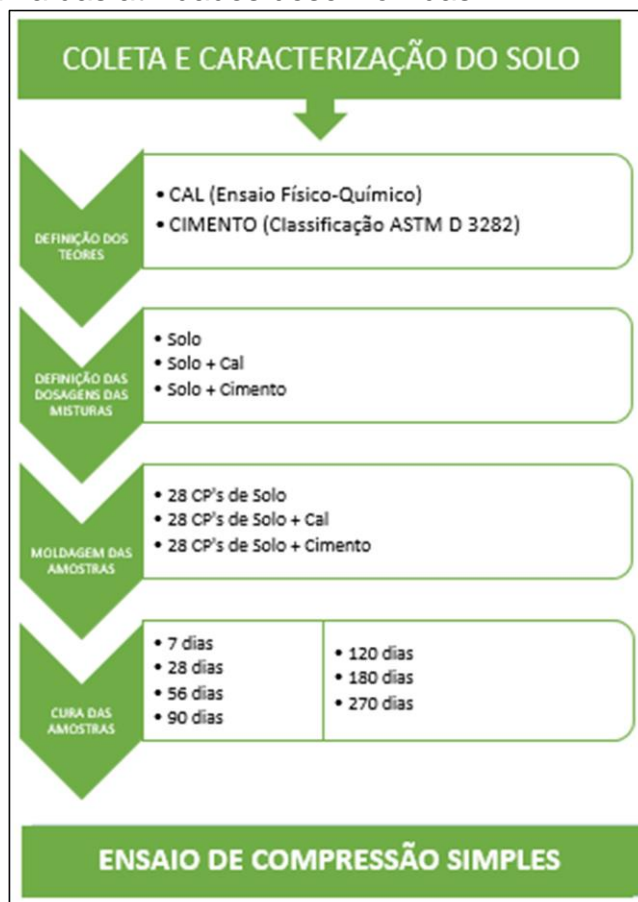 COLETA E CARACTERIZAÇÃO DO SOLO
DEFINIÇÃO DOS
TEORES
• CAL (Ensaio Físico-Químico)
• CIMENTO (Classificação ASTM D 3282)
DEFINIÇÃO DAS
DOSAGENS DAS
MISTURAS
• Solo
• Solo + Cal
• Solo + Cimento
MOLDAGEM DAS
AMOSTRAS
• 28 CP's de Solo
• 28 CP's de Solo + Cal
• 28 CP's de Solo + Cimento
CURA DAS
AMOSTRAS
• 7 dias
• 28 dias
• 56 dias
• 90 dias
• 120 dias
• 180 dias
• 270 dias
ENSAIO DE COMPRESSÃO SIMPLES